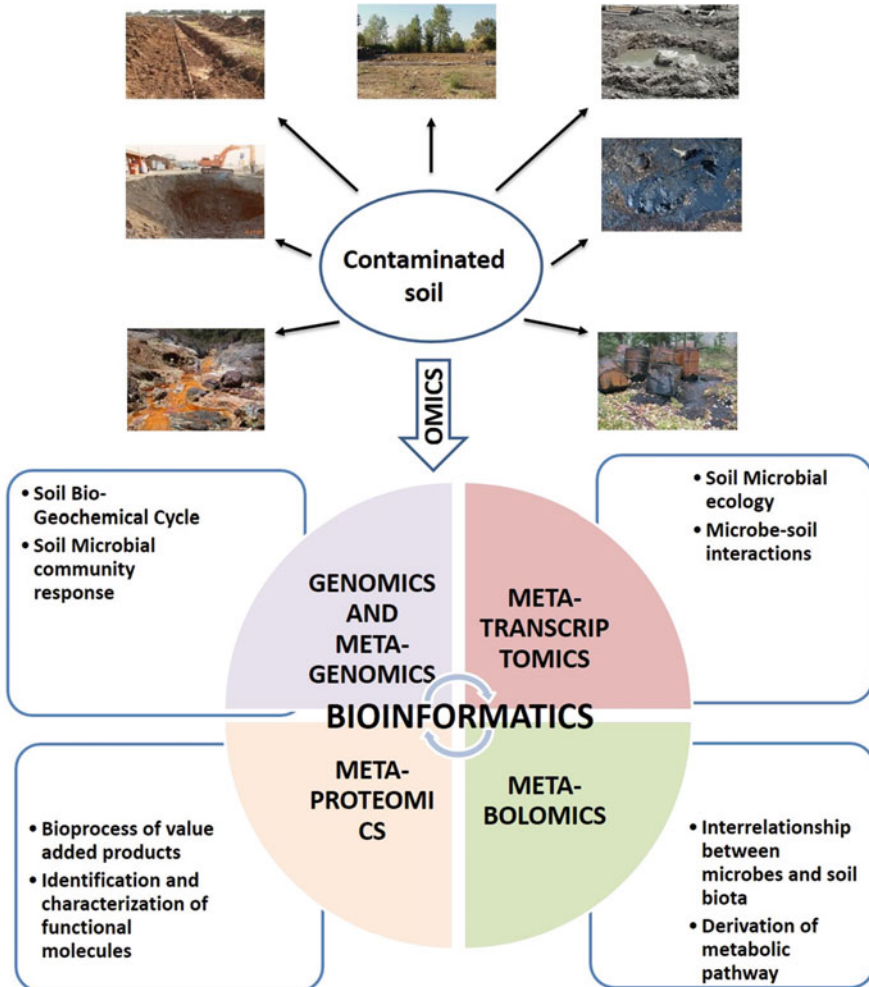 Contaminated
soil
OMICS
• Soil Bio-
Geochemical Cycle
• Soil Microbial
community
response
• Soil Microbial
ecology
• Microbe-soil
interactions
GENOMICS
AND
META-
GENOMICS
META-
TRANSCRIP
TOMICS
BIOINFORMATICS
META-
PROTEOMI
CS
META-
BOLOMICS
• Bioprocess of value
added products
• Identification and
characterization of
functional
molecules
• Interrelationship
between
microbes and soil
biota
• Derivation of
metabolic
pathway